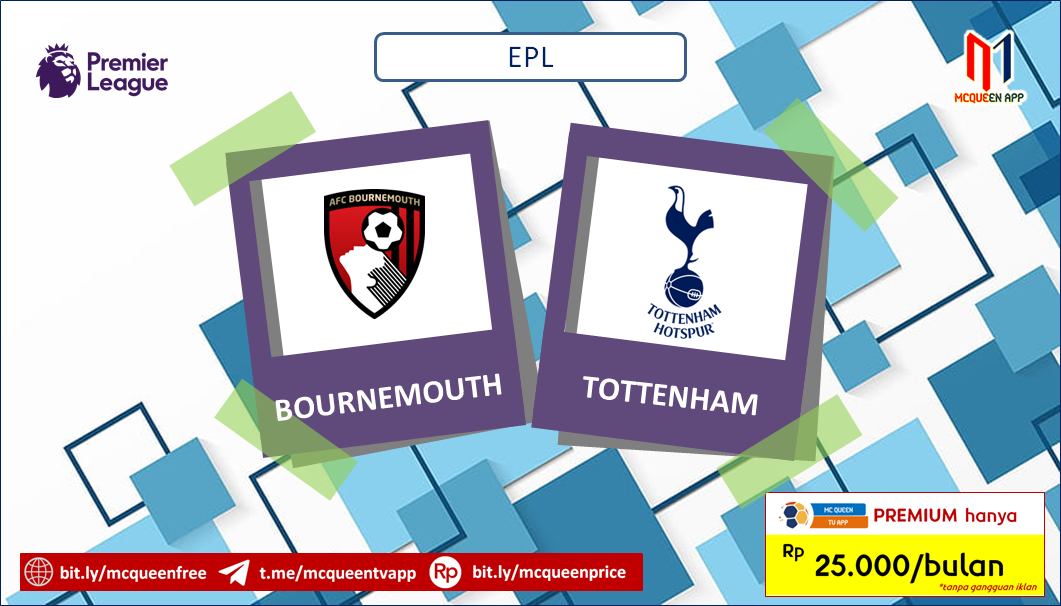 Premier
League
EPL
MCQUEEN APP
AFC BOURNEMOUTH
TOTTENHAM
HOTSPUR
BOURNEMOUTH
TOTTENHAM
MC QUEEN
TU APP
PREMIUM hanya
Rp 25.000/bulan
*tanpa gangguan iklan
bit.ly/mcqueenfree
t.me/mcqueentvapp
Rp
bit.ly/mcqueenprice